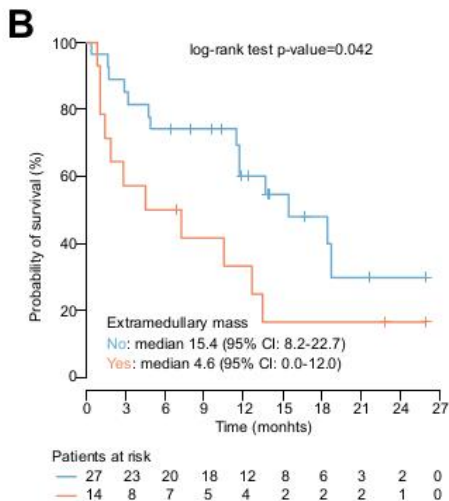 B
log-rank test p-value=0.042
100
80
60
40
20
0
Probability of survival (%)
Extramedullary mass
No: median 15.4 (95% CI: 8.2-22.7)
Yes: median 4.6 (95% CI: 0.0-12.0)
0 3 6 9 12 15 18 21 24 27
Time (monhts)
Patients at risk
27 23 20 18 12 8 6 3 2 0
14 8 7 5 4 2 2 2 1 0